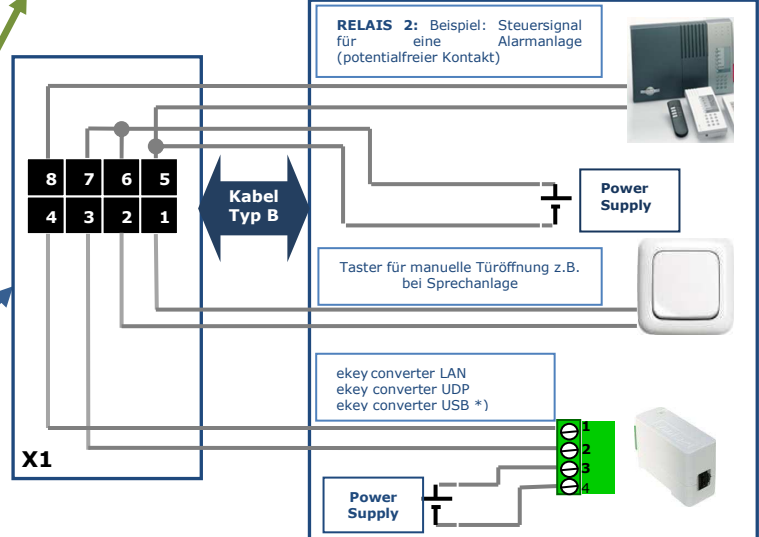 RELAIS 2: Beispiel: Steuersignal
für eine Alarmanlage
(potentialfreier Kontakt)
8 7 6 5
4 3 2 1
Kabel
Typ B
Power
Supply
Taster für manuelle Türöffnung z.B.
bei Sprechanlage
ekey converter LAN
ekey converter UDP
ekey converter USB *)
1
2
3
4
X1
Power
Supply